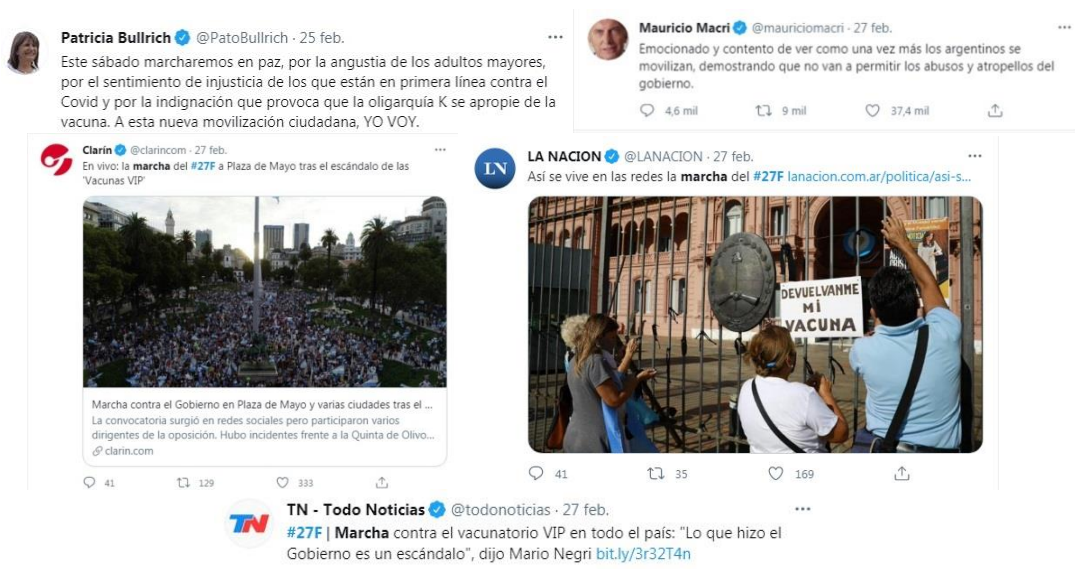 Patricia Bullrich @PatoBullrich · 25 feb.
Este sábado marcharemos en paz, por la angustia de los adultos mayores,
por el sentimiento de injusticia de los que están en primera línea contra el
Covid y por la indignación que provoca que la oligarquía K se apropie de la
vacuna. A esta nueva movilización ciudadana, YO VOY.
Mauricio Macri @mauriciomacri · 27 feb.
Emocionado y contento de ver como una vez más los argentinos se
movilizan, demostrando que no van a permitir los abusos y atropellos del
gobierno.
4,6 mil 9 mil 37,4 mil
Clarín @clarincom · 27 feb.
En vivo: la marcha del #27F a Plaza de Mayo tras el escándalo de las
'Vacunas VIP'
Marcha contra el Gobierno en Plaza de Mayo y varias ciudades tras el ...
La convocatoria surgió en redes sociales pero participaron varios
dirigentes de la oposición. Hubo incidentes frente a la Quinta de Olivo...
clarin.com
41 129 333
LN
LA NACION @LANACION · 27 feb.
Así se vive en las redes la marcha del #27F lanacion.com.ar/politica/asi-s...
DEVUELVANME
MI
VACUNA
41 35 169
TN
TN - Todo Noticias @todonoticias · 27 feb.
#27F | Marcha contra el vacunatorio VIP en todo el país: "Lo que hizo el
Gobierno es un escándalo", dijo Mario Negri bit.ly/3r32T4n